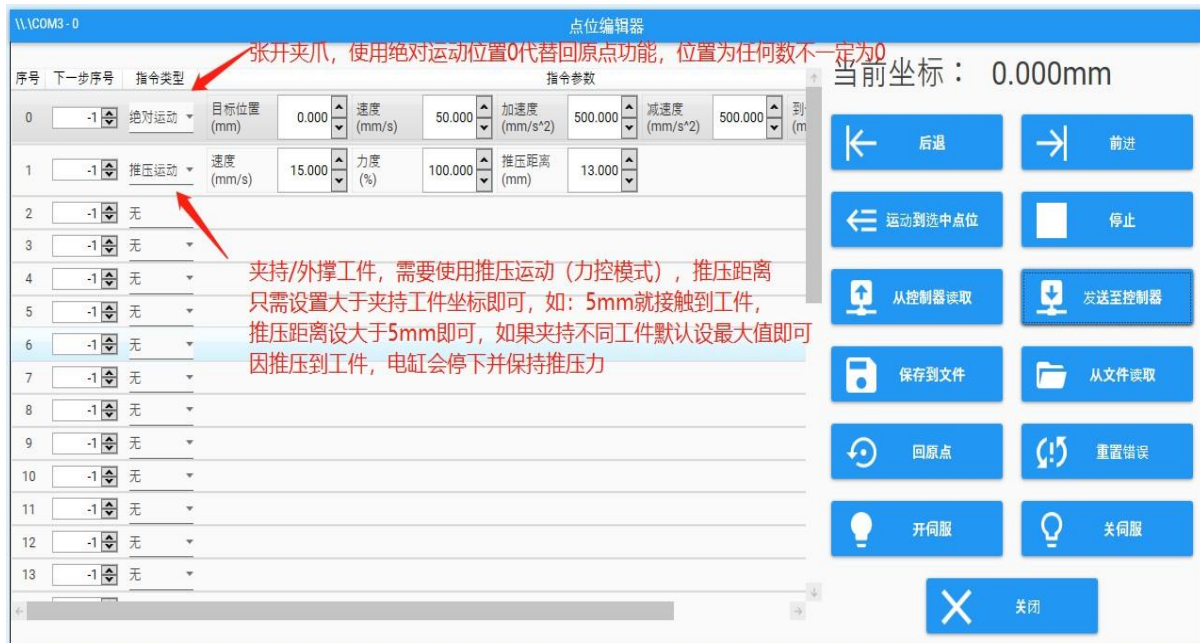 \\.\COM3 - 0
点位编辑器
张开夹爪，使用绝对运动位置0代替回原点功能，位置为任何数不一定为0
序号 下一步序号 指令类型 指令参数
0 -1 绝对运动 目标位置 (mm) 0.000 速度 (mm/s) 50.000 加速度 (mm/s^2) 500.000 减速度 (mm/s^2) 500.000
1 -1 推压运动 速度 (mm/s) 15.000 力度 (%) 100.000 推压距离 (mm) 13.000
2 -1 无
3 -1 无
4 -1 无
5 -1 无
6 -1 无
7 -1 无
8 -1 无
9 -1 无
10 -1 无
11 -1 无
12 -1 无
13 -1 无
夹持/外撑工件，需要使用推压运动（力控模式），推压距离
只需设置大于夹持工件坐标即可，如：5mm就接触到工件，
推压距离设大于5mm即可，如果夹持不同工件默认设最大值即可
因推压到工件，电缸会停下并保持推压力
当前坐标： 0.000mm
后退 前进
运动到选中点位 停止
从控制器读取 发送至控制器
保存到文件 从文件读取
回原点 重置错误
开伺服 关伺服
关闭